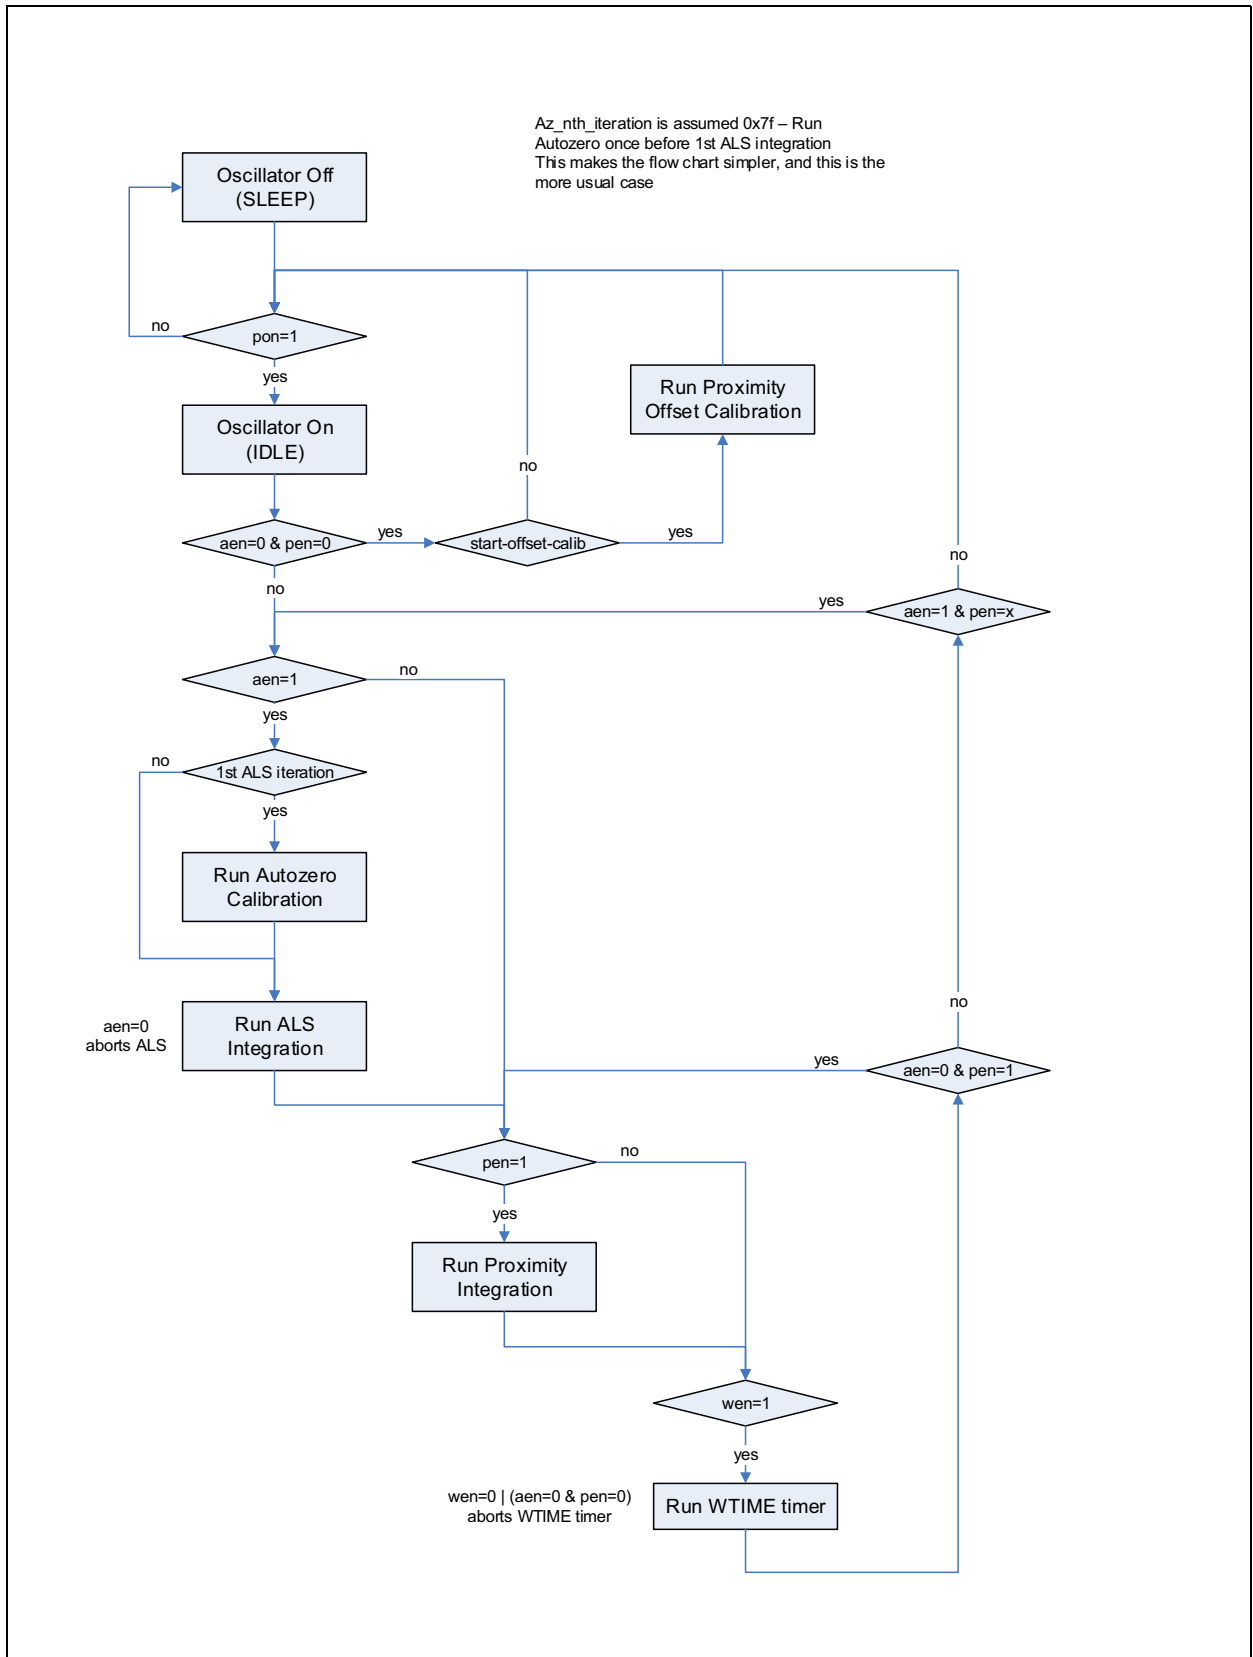 Az_nth_iteration is assumed 0x7f – Run
Autozero once before 1st ALS integration
This makes the flow chart simpler, and this is the
more usual case
Oscillator Off
(SLEEP)
no
pon=1
yes
Run Proximity
Offset Calibration
Oscillator On
(IDLE)
no
aen=0 & pen=0
yes
start-offset-calib
yes
no
no
yes
aen=1 & pen=x
aen=1
no
yes
no
1st ALS iteration
yes
Run Autozero
Calibration
no
aen=0
aborts ALS
Run ALS
Integration
yes
aen=0 & pen=1
pen=1
no
yes
Run Proximity
Integration
wen=1
yes
wen=0 | (aen=0 & pen=0)
aborts WTIME timer
Run WTIME timer